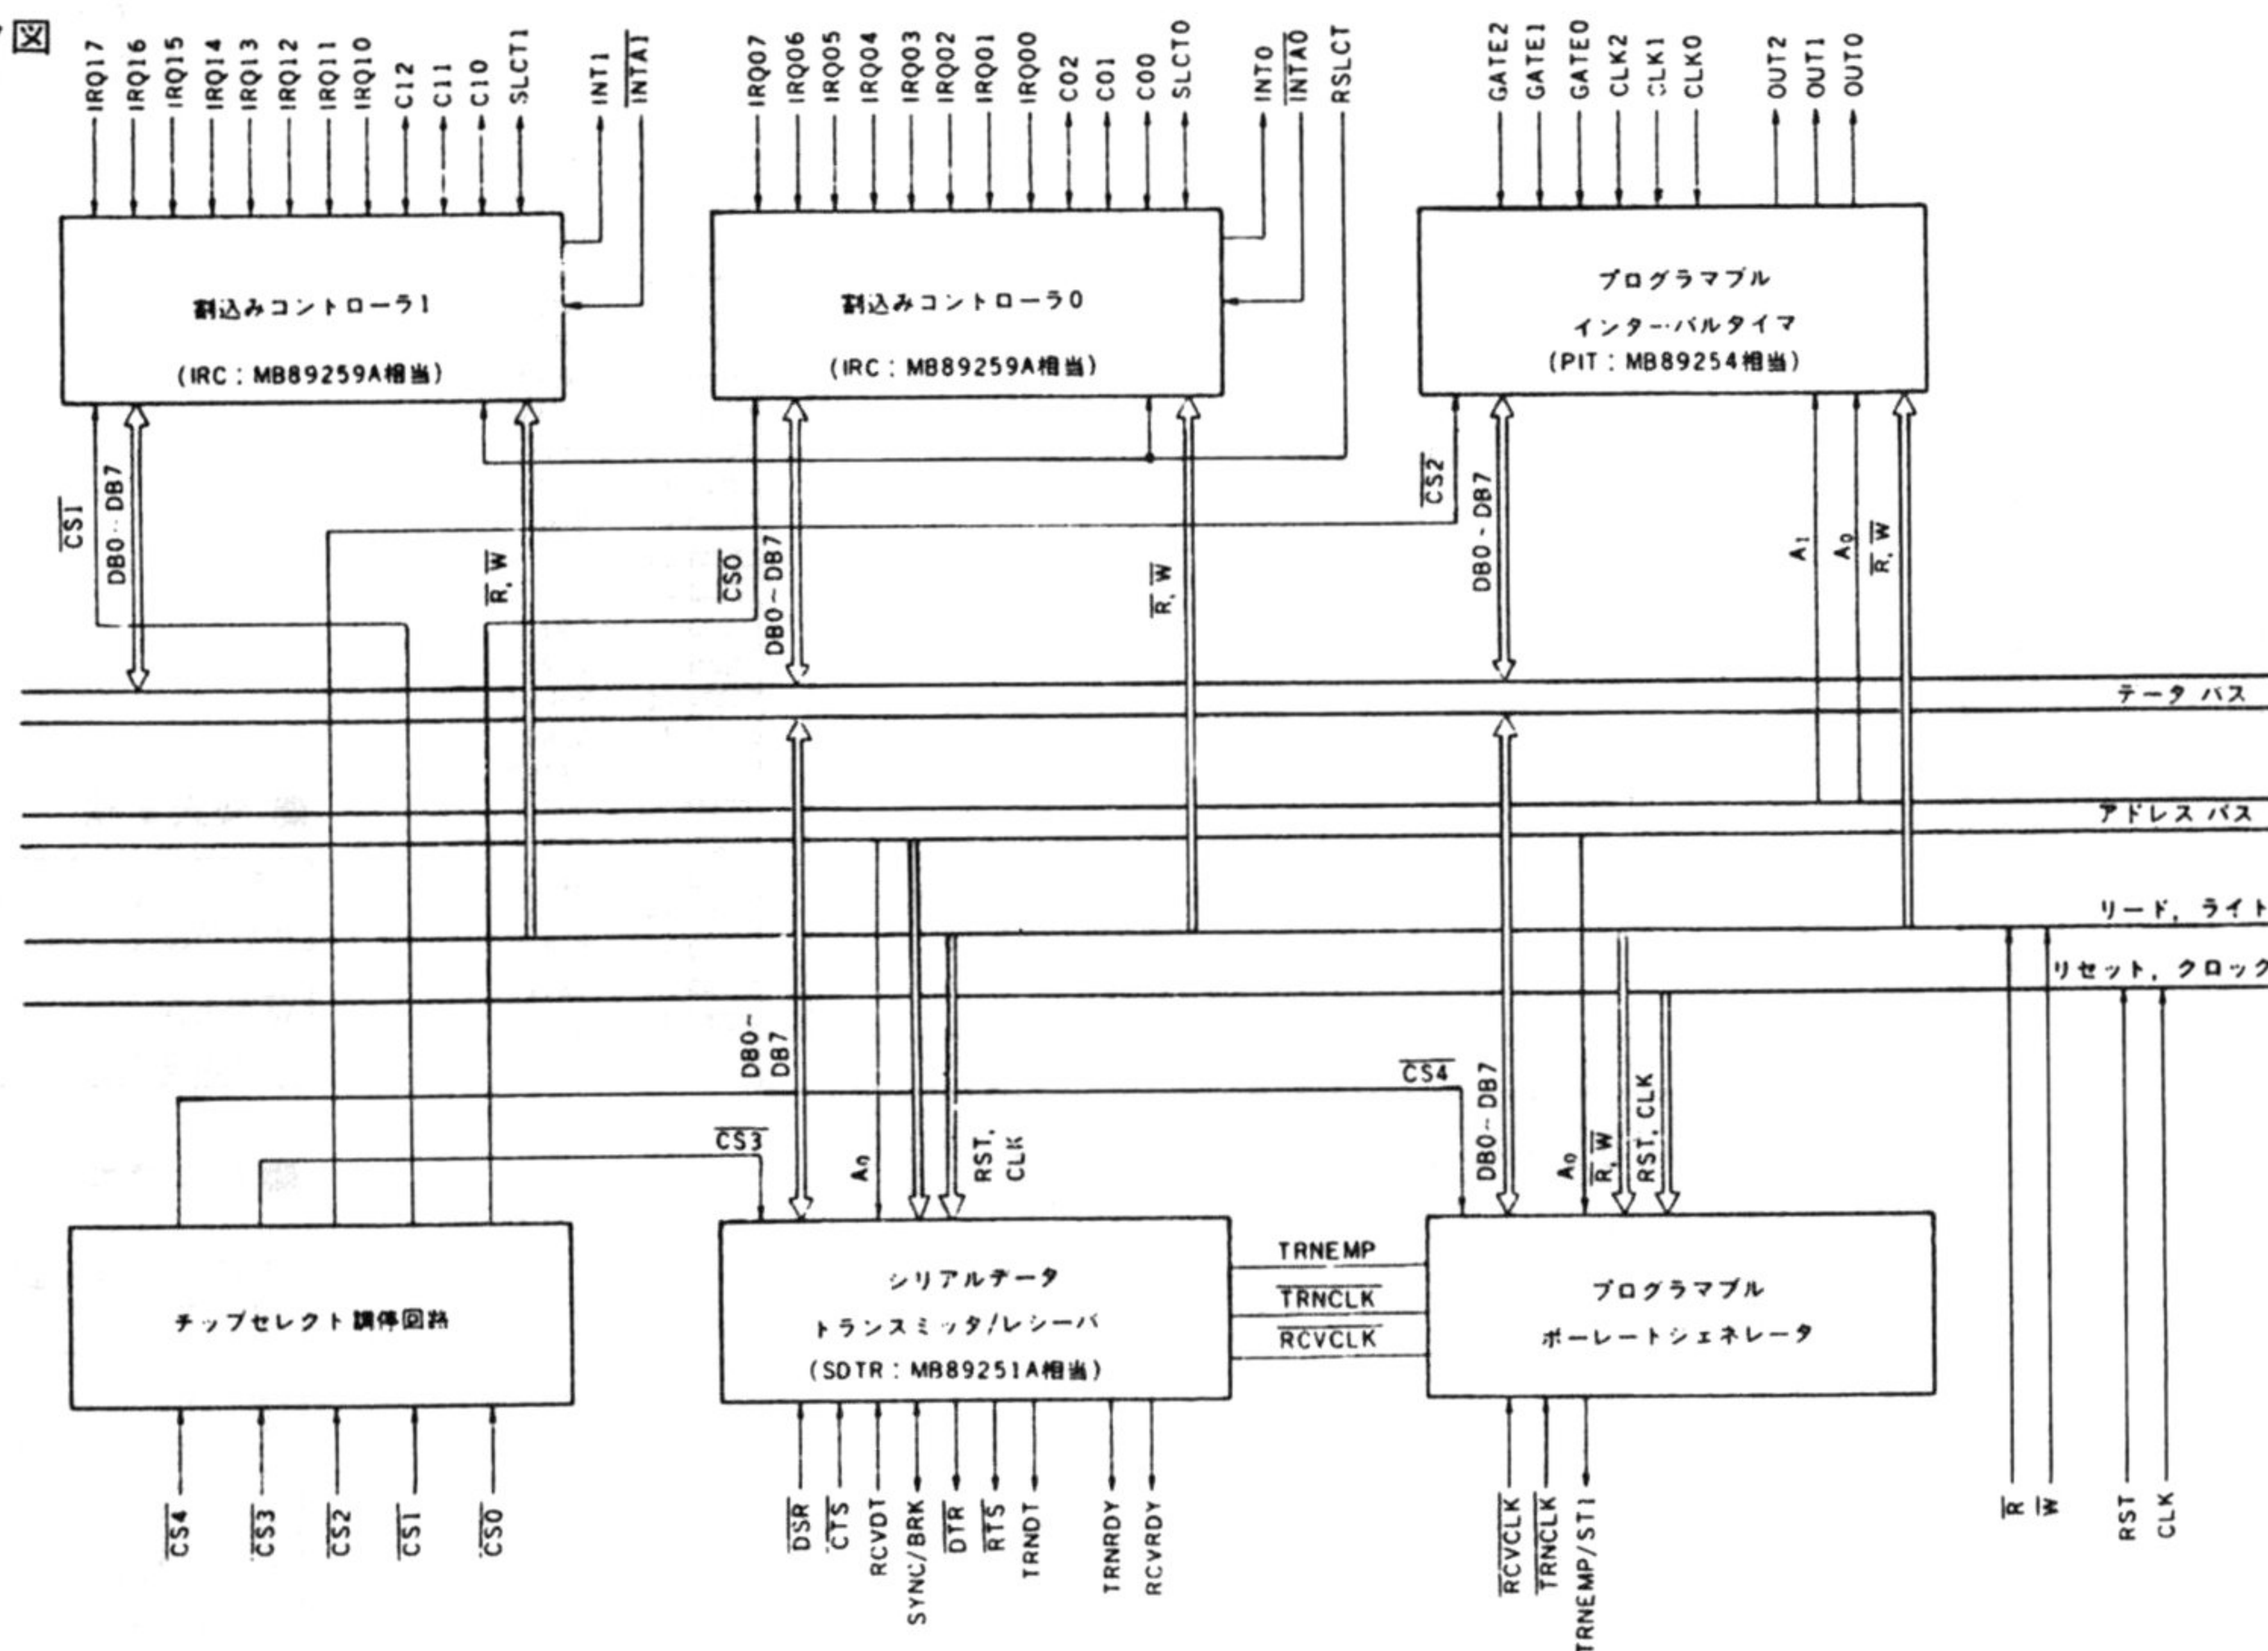 図
IRQ17
IRQ16
IRQ15
IRQ14
IRQ13
IRQ12
IRQ11
IRQ10
C12
C11
C10
SLCT1
INT1
INTA1
IRQ07
IRQ06
IRQ05
IRQ04
IRQ03
IRQ02
IRQ01
IRQ00
C02
C01
C00
SLCT0
INT0
INTA0
RSLCT
GATE2
GATE1
GATE0
CLK2
CLK1
CLK0
OUT2
OUT1
OUT0
割込みコントローラ1
(IRC:MB89259A相当)
割込みコントローラ0
(IRC:MB89259A相当)
プログラマブル
インターバルタイマ
(PIT:MB89254相当)
CS1
DB0~DB7
R, W
CS0
DB0~DB7
R, W
CS2
DB0~DB7
A1
A0
R, W
データ バス
アドレス バス
リード, ライト
リセット, クロック
DB0~
DB7
CS3
A0
RST,
CLK
CS4
DB0~DB7
A0
R, W
RST, CLK
チップセレクト調停回路
シリアルデータ
トランスミッタ/レシーバ
(SDTR:MB89251A相当)
TRNEMP
TRNCLK
RCVCLK
プログラマブル
ボーレートジェネレータ
CS4
CS3
CS2
CS1
CS0
DSR
CTS
RCVDT
SYNC/BRK
DTR
RTS
TRNDT
TRNRDY
RCVRDY
RCVCLK
TRNCLK
TRNEMP/ST1
R
W
RST
CLK